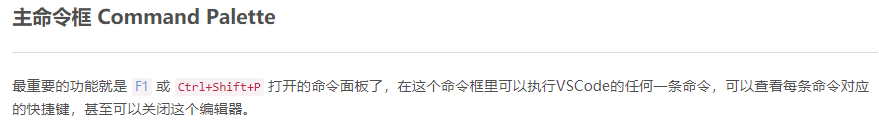 主命令框 Command Palette
最重要的功能就是 F1 或 Ctrl+Shift+P 打开的命令面板了，在这个命令框里可以执行VSCode的任何一条命令，可以查看每条命令对应
的快捷键，甚至可以关闭这个编辑器。